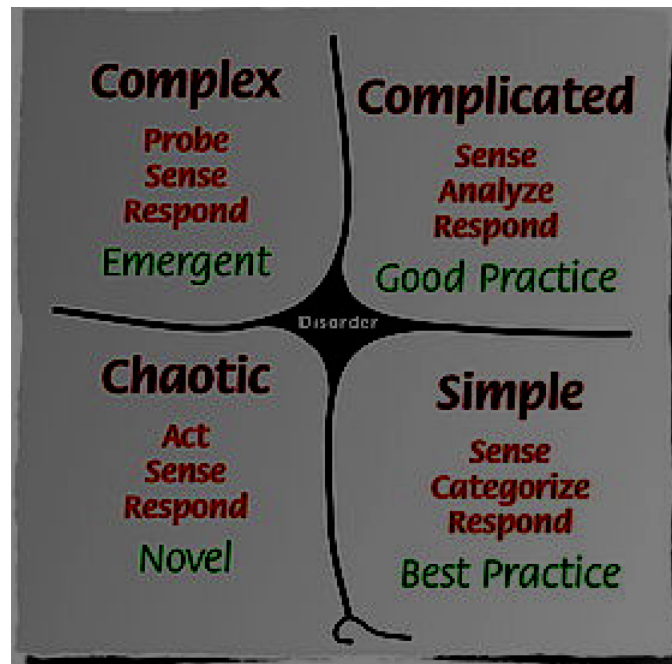 Complex
Probe
Sense
Respond
Emergent
Complicated
Sense
Analyze
Respond
Good Practice
Disorder
Chaotic
Act
Sense
Respond
Novel
Simple
Sense
Categorize
Respond
Best Practice